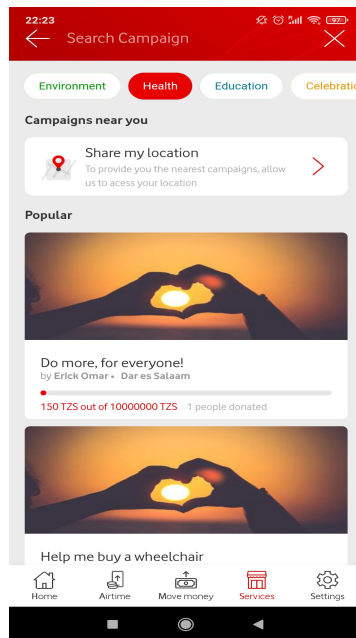 22:23
97
Search Campaign
Environment
Health
Education
Celebratio
Campaigns near you
Share my location
To provide you the nearest campaigns, allow
us to acess your location
Popular
Do more, for everyone!
by Erick Omar • Dar es Salaam
150 TZS out of 10000000 TZS 1 people donated
Help me buy a wheelchair
Home
Airtime
Move money
Services
Settings